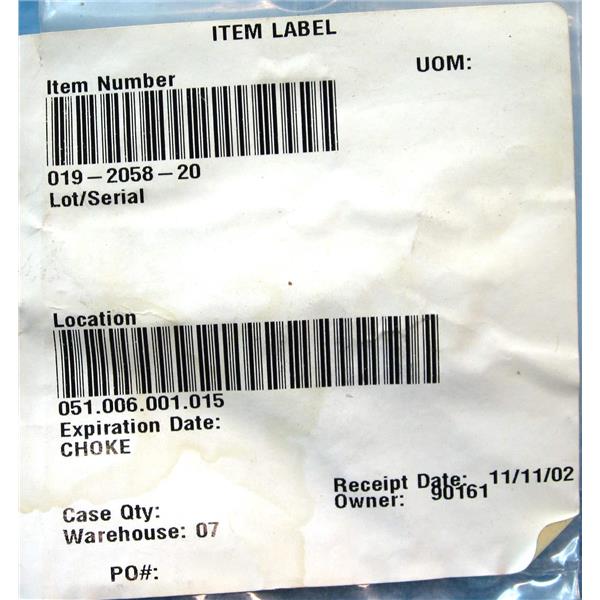 ITEM LABEL
Item Number
UOM:
019-2058-20
Lot/Serial
Location
051.006.001.015
Expiration Date:
CHOKE
Receipt Date: 11/11/02
Owner: 90161
Case Qty:
Warehouse: 07
PO#: